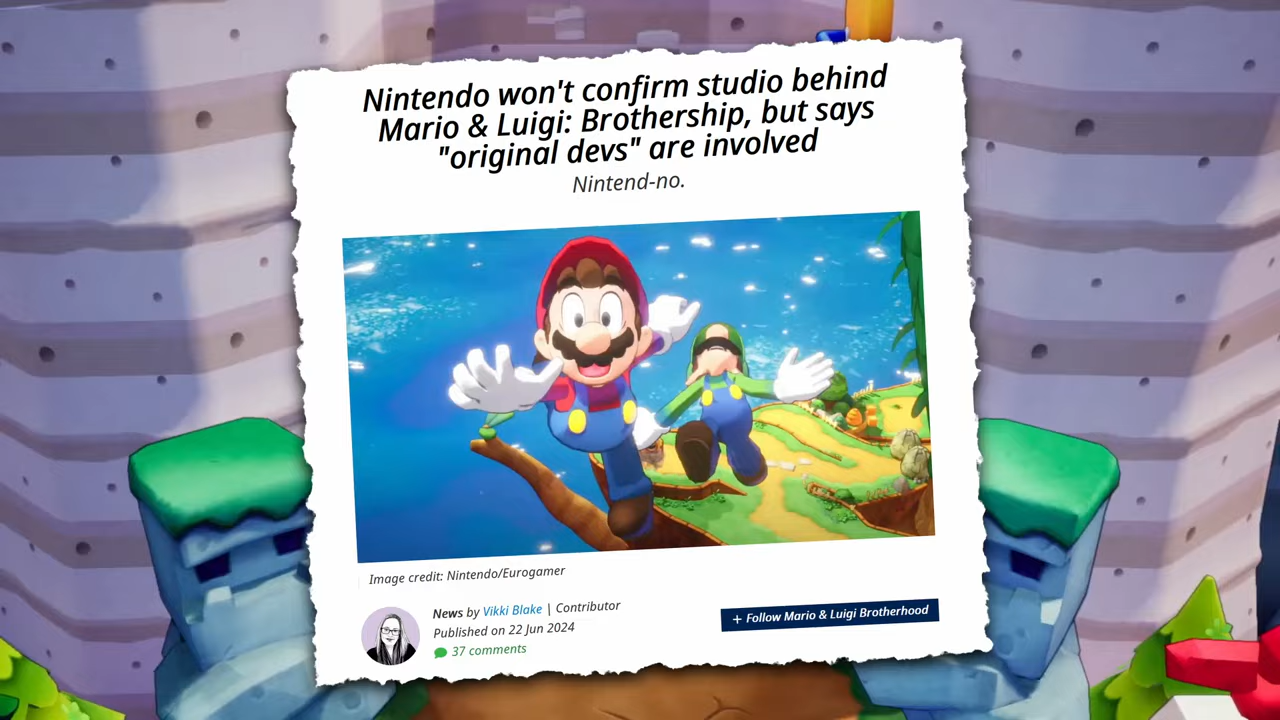 Nintendo won't confirm studio behind
Mario & Luigi: Brothership, but says
"original devs" are involved
Nintend-no.
Image credit: Nintendo/Eurogamer
News by Vikki Blake | Contributor
Published on 22 Jun 2024
37 comments
+ Follow Mario & Luigi Brotherhood